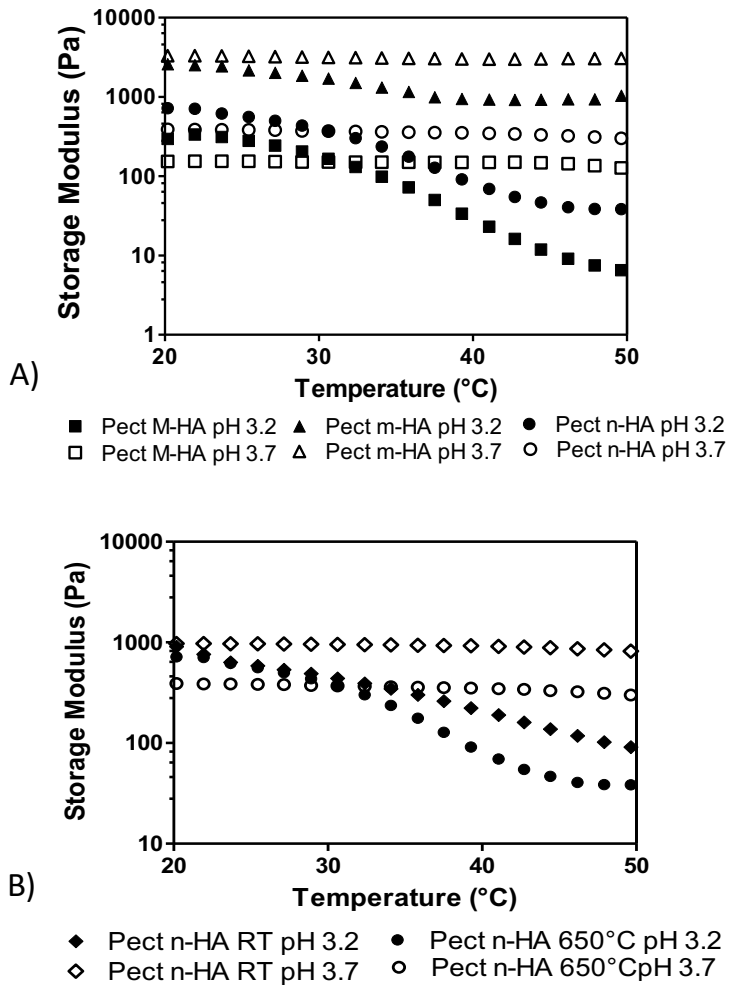 10000
1000
100
10
1
Storage Modulus (Pa)
20 30 40 50
Temperature (°C)
A)
Pect M-HA pH 3.2 Pect m-HA pH 3.2 Pect n-HA pH 3.2
Pect M-HA pH 3.7 Pect m-HA pH 3.7 Pect n-HA pH 3.7
10000
1000
100
10
Storage Modulus (Pa)
20 30 40 50
Temperature (°C)
B)
Pect n-HA RT pH 3.2 Pect n-HA 650°C pH 3.2
Pect n-HA RT pH 3.7 Pect n-HA 650°CpH 3.7